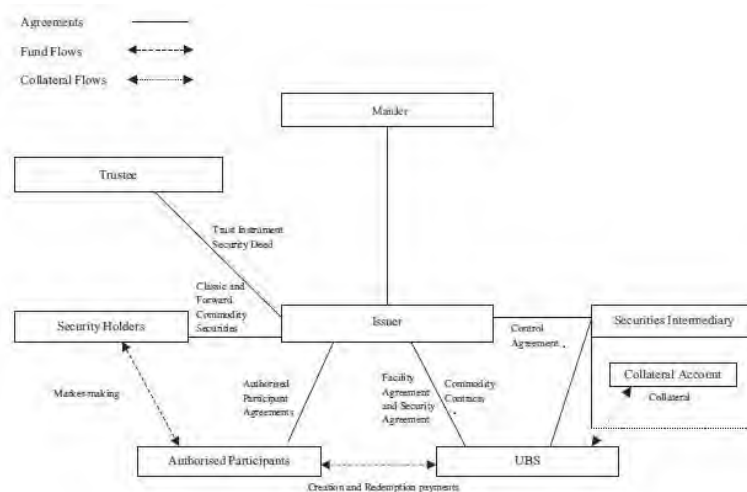 Agreements
Fund Flows
Collateral Flows
Manjer
Trustee
Trust Instrument
Security Deed
Classic and
Forward
Commodity
Securities
Security Holders
Issuer
Securities Intermediary
Control
Agreement
Collateral Account
Collateral
Market-making
Authorised
Participant
Agreements
Facility
Agreement
and Security
Agreement
Commodity
Contracts
Authorised Participants
UBS
Creation and Redemption payments